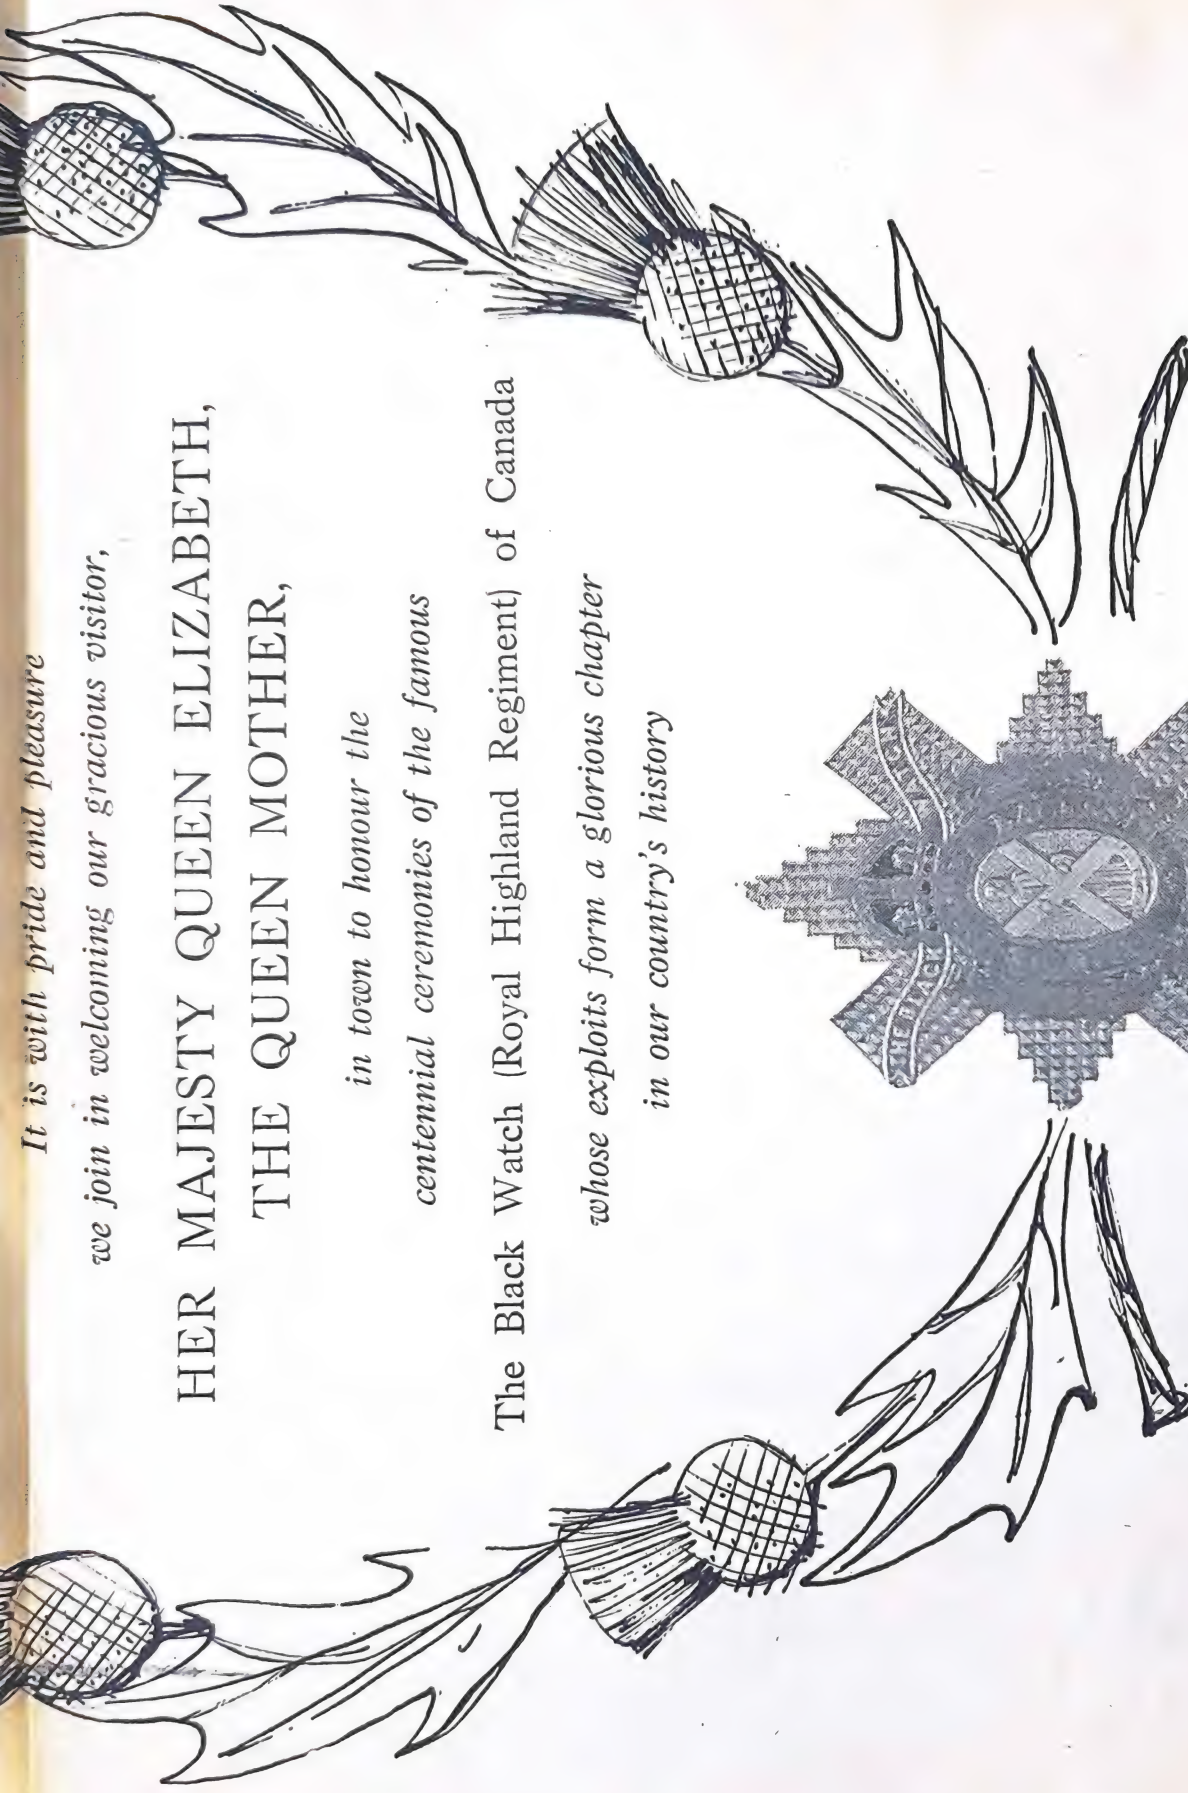 It is with pride and pleasure
we join in welcoming our gracious visitor,
HER MAJESTY QUEEN ELIZABETH,
THE QUEEN MOTHER,
in town to honour the
centennial ceremonies of the famous
The Black Watch (Royal Highland Regiment) of Canada
whose exploits form a glorious chapter
in our country's history
THE BLACK